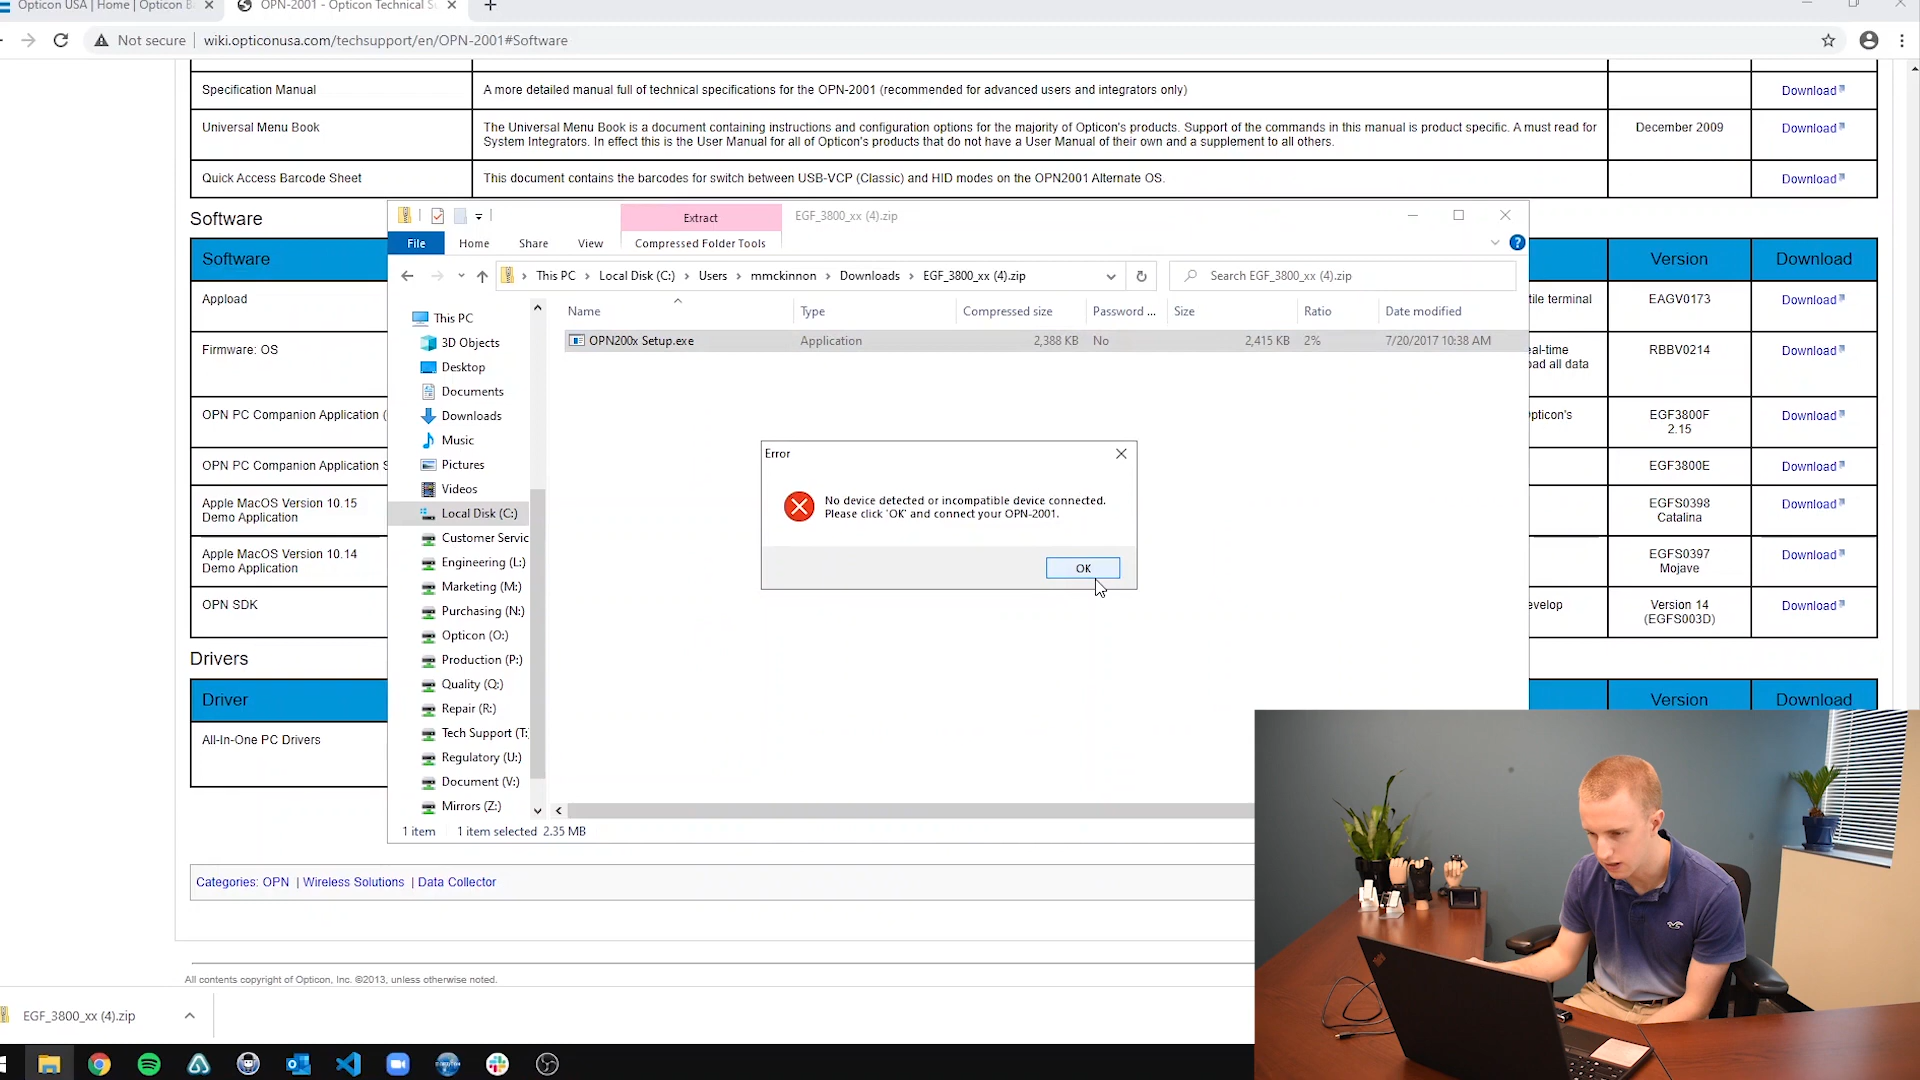 Opticon USA | Home | Opticon B
OPN-2001 - Opticon Technical S
Not secure
wiki.opticonusa.com/techsupport/en/OPN-2001#Software
Specification Manual
A more detailed manual full of technical specifications for the OPN-2001 (recommended for advanced users and integrators only)
Download
Universal Menu Book
The Universal Menu Book is a document containing instructions and configuration options for the majority of Opticon's products. Support of the commands in this manual is product specific. A must read for
System Integrators. In effect this is the User Manual for all of Opticon's products that do not have a User Manual of their own and a supplement to all others.
December 2009
Download
Quick Access Barcode Sheet
This document contains the barcodes for switch between USB-VCP (Classic) and HID modes on the OPN2001 Alternate OS.
Download
Software
Software
Version
Download
Appload
tile terminal
EAGV0173
Download
Firmware: OS
eal-time
oad all data
RBBV0214
Download
OPN PC Companion Application (
Opticon's
EGF3800F
2.15
Download
OPN PC Companion Application S
EGF3800E
Download
Apple MacOS Version 10.15
Demo Application
EGFS0398
Catalina
Download
Apple MacOS Version 10.14
Demo Application
EGFS0397
Mojave
Download
OPN SDK
evelop
Version 14
(EGFS003D)
Download
Drivers
Driver
Version
Download
All-In-One PC Drivers
Extract
EGF_3800_xx (4).zip
File
Home
Share
View
Compressed Folder Tools
This PC
Local Disk (C:)
Users
mmckinnon
Downloads
EGF_3800_xx (4).zip
Search EGF_3800_xx (4).zip
Name
Type
Compressed size
Password ...
Size
Ratio
Date modified
OPN200x Setup.exe
Application
2,388 KB
No
2,415 KB
2%
7/20/2017 10:38 AM
This PC
3D Objects
Desktop
Documents
Downloads
Music
Pictures
Videos
Local Disk (C:)
Customer Servic
Engineering (L:)
Marketing (M:)
Purchasing (N:)
Opticon (O:)
Production (P:)
Quality (Q:)
Repair (R:)
Tech Support (T:
Regulatory (U:)
Document (V:)
Mirrors (Z:)
1 item
1 item selected 2.35 MB
Error
No device detected or incompatible device connected.
Please click 'OK' and connect your OPN-2001.
OK
Categories: OPN | Wireless Solutions | Data Collector
All contents copyright of Opticon, Inc. ©2013, unless otherwise noted.
EGF_3800_xx (4).zip